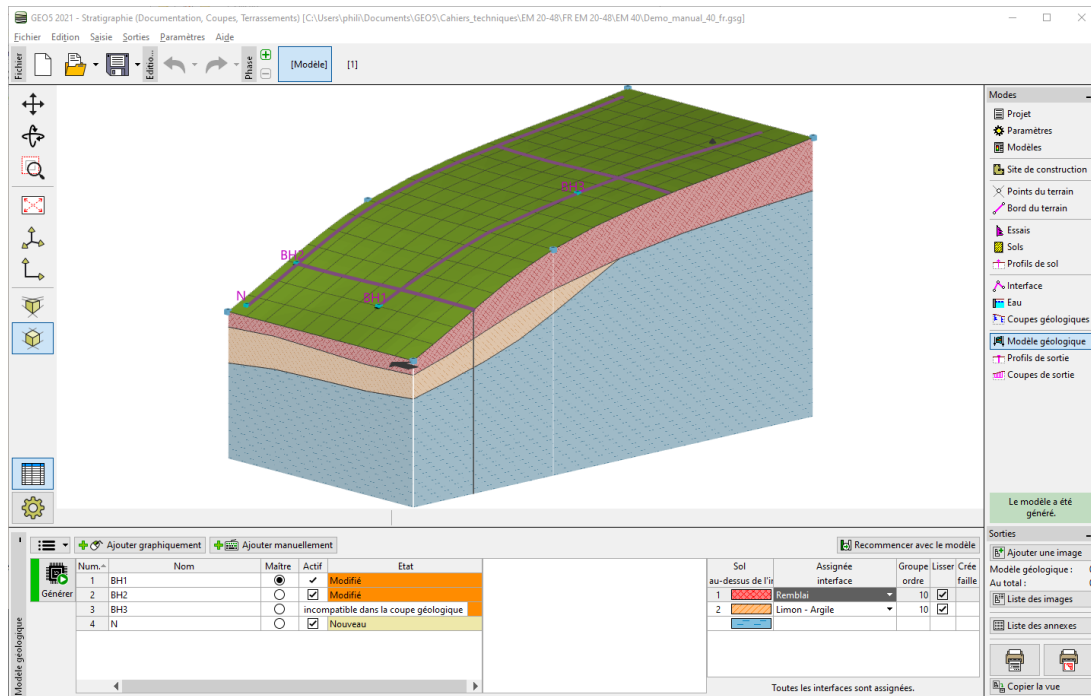 GEO5 2021 - Stratigraphie (Documentation, Coupes, Terrassements) [C:\Users\phili\Documents\GEO5\Cahiers_techniques\EM 20-48\FR EM 20-48\EM 40\Demo_manual_40_fr.gsg]
Fichier Edition Saisie Sorties Paramètres Aide
Fichier
Editio...
Phase
[Modèle] [1]
Modes
Projet
Paramètres
Modèles
Site de construction
Points du terrain
Bord du terrain
Essais
Sols
Profils de sol
Interface
Eau
Coupes géologiques
Modèle géologique
Profils de sortie
Coupes de sortie
BH3
BH2
N
BH1
Le modèle a été
généré.
Sorties
Ajouter une image
Modèle géologique :
Au total :
Liste des images
Liste des annexes
Copier la vue
Modèle géologique
Ajouter graphiquement Ajouter manuellement
Générer
Num. Nom Maître Actif Etat
1 BH1 Modifié
2 BH2 Modifié
3 BH3 incompatible dans la coupe géologique
4 N Nouveau
Recommencer avec le modèle
Sol Assignée Groupe Lisser Crée
au-dessus de l'i interface ordre faille
1 Remblai 10
2 Limon - Argile 10
Toutes les interfaces sont assignées.